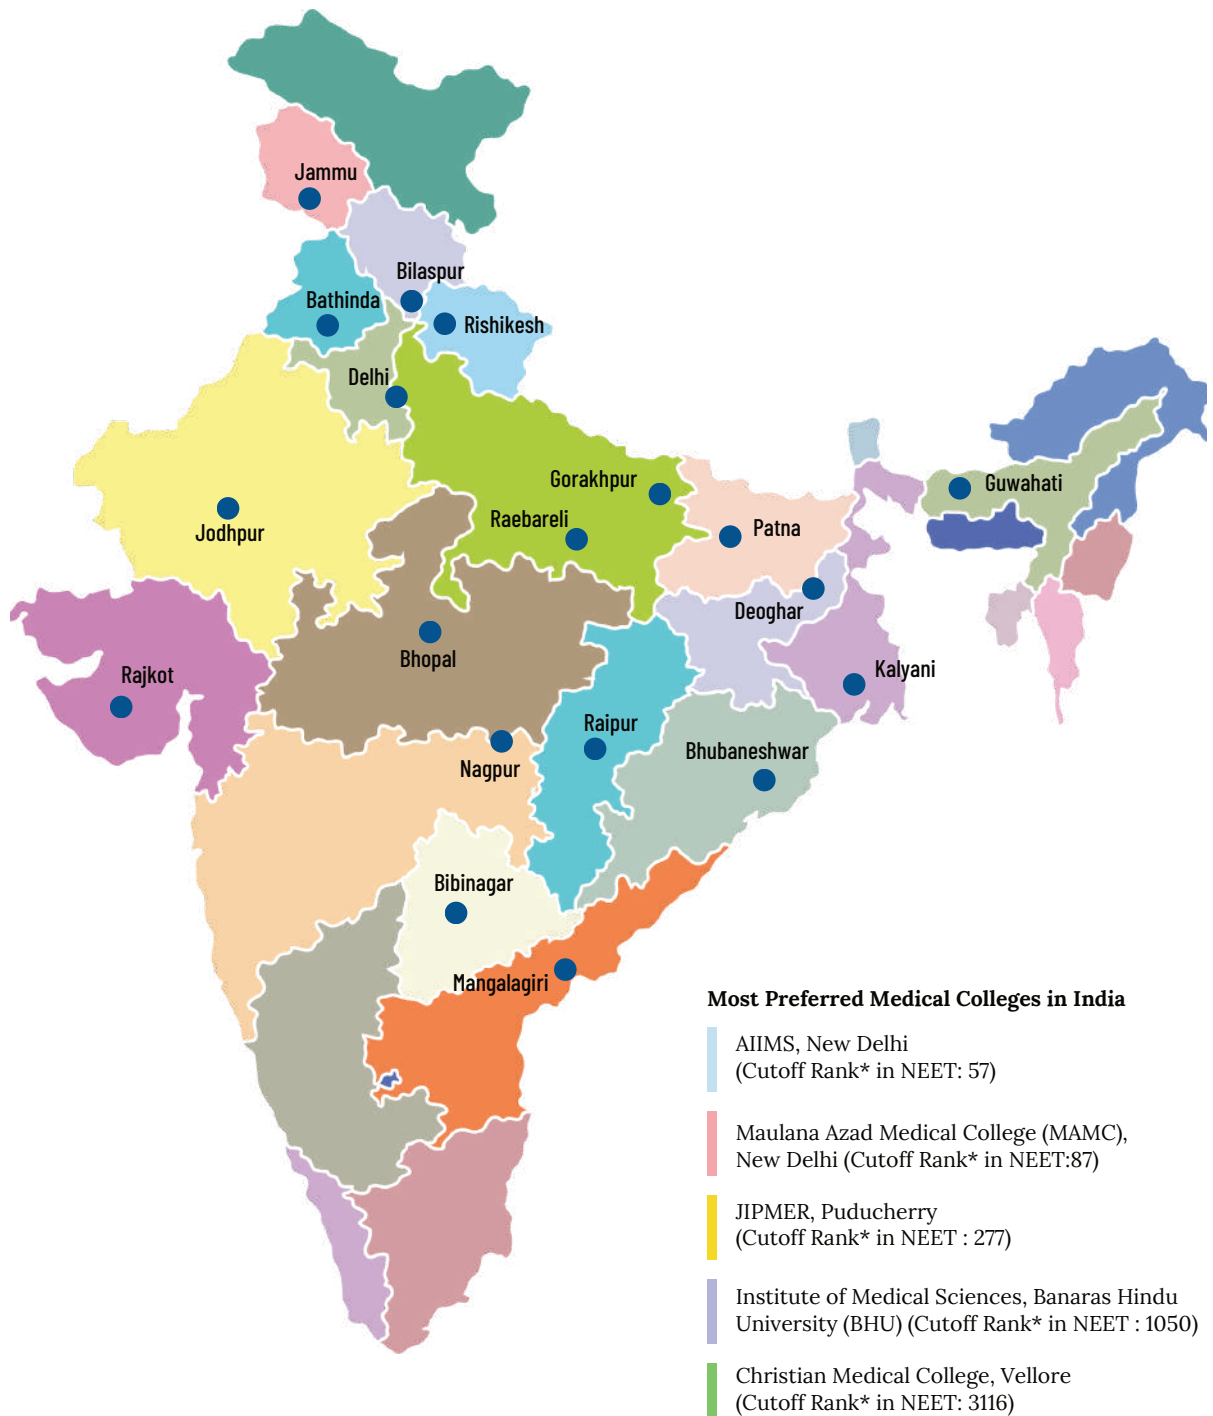 Jammu
Bilaspur
Bathinda
Rishikesh
Delhi
Gorakhpur
Guwahati
Raebareli
Patna
Jodhpur
Deoghar
Bhopal
Kalyani
Rajkot
Raipur
Bhubaneshwar
Nagpur
Bibinagar
Mangalagiri
Most Preferred Medical Colleges in India
AIIMS, New Delhi
(Cutoff Rank* in NEET: 57)
Maulana Azad Medical College (MAMC),
New Delhi (Cutoff Rank* in NEET:87)
JIPMER, Puducherry
(Cutoff Rank* in NEET : 277)
Institute of Medical Sciences, Banaras Hindu
University (BHU) (Cutoff Rank* in NEET : 1050)
Christian Medical College, Vellore
(Cutoff Rank* in NEET: 3116)